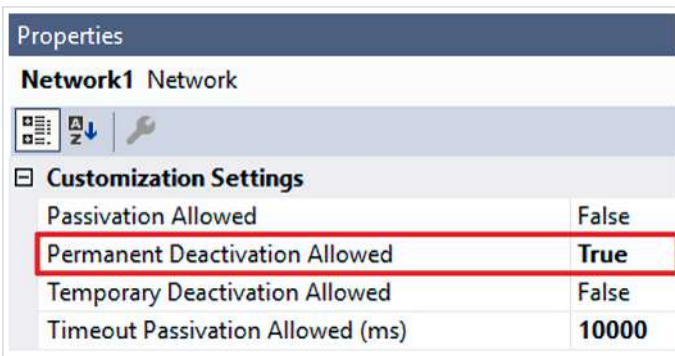 Properties
Network1 Network
Customization Settings
Passivation Allowed False
Permanent Deactivation Allowed True
Temporary Deactivation Allowed False
Timeout Passivation Allowed (ms) 10000